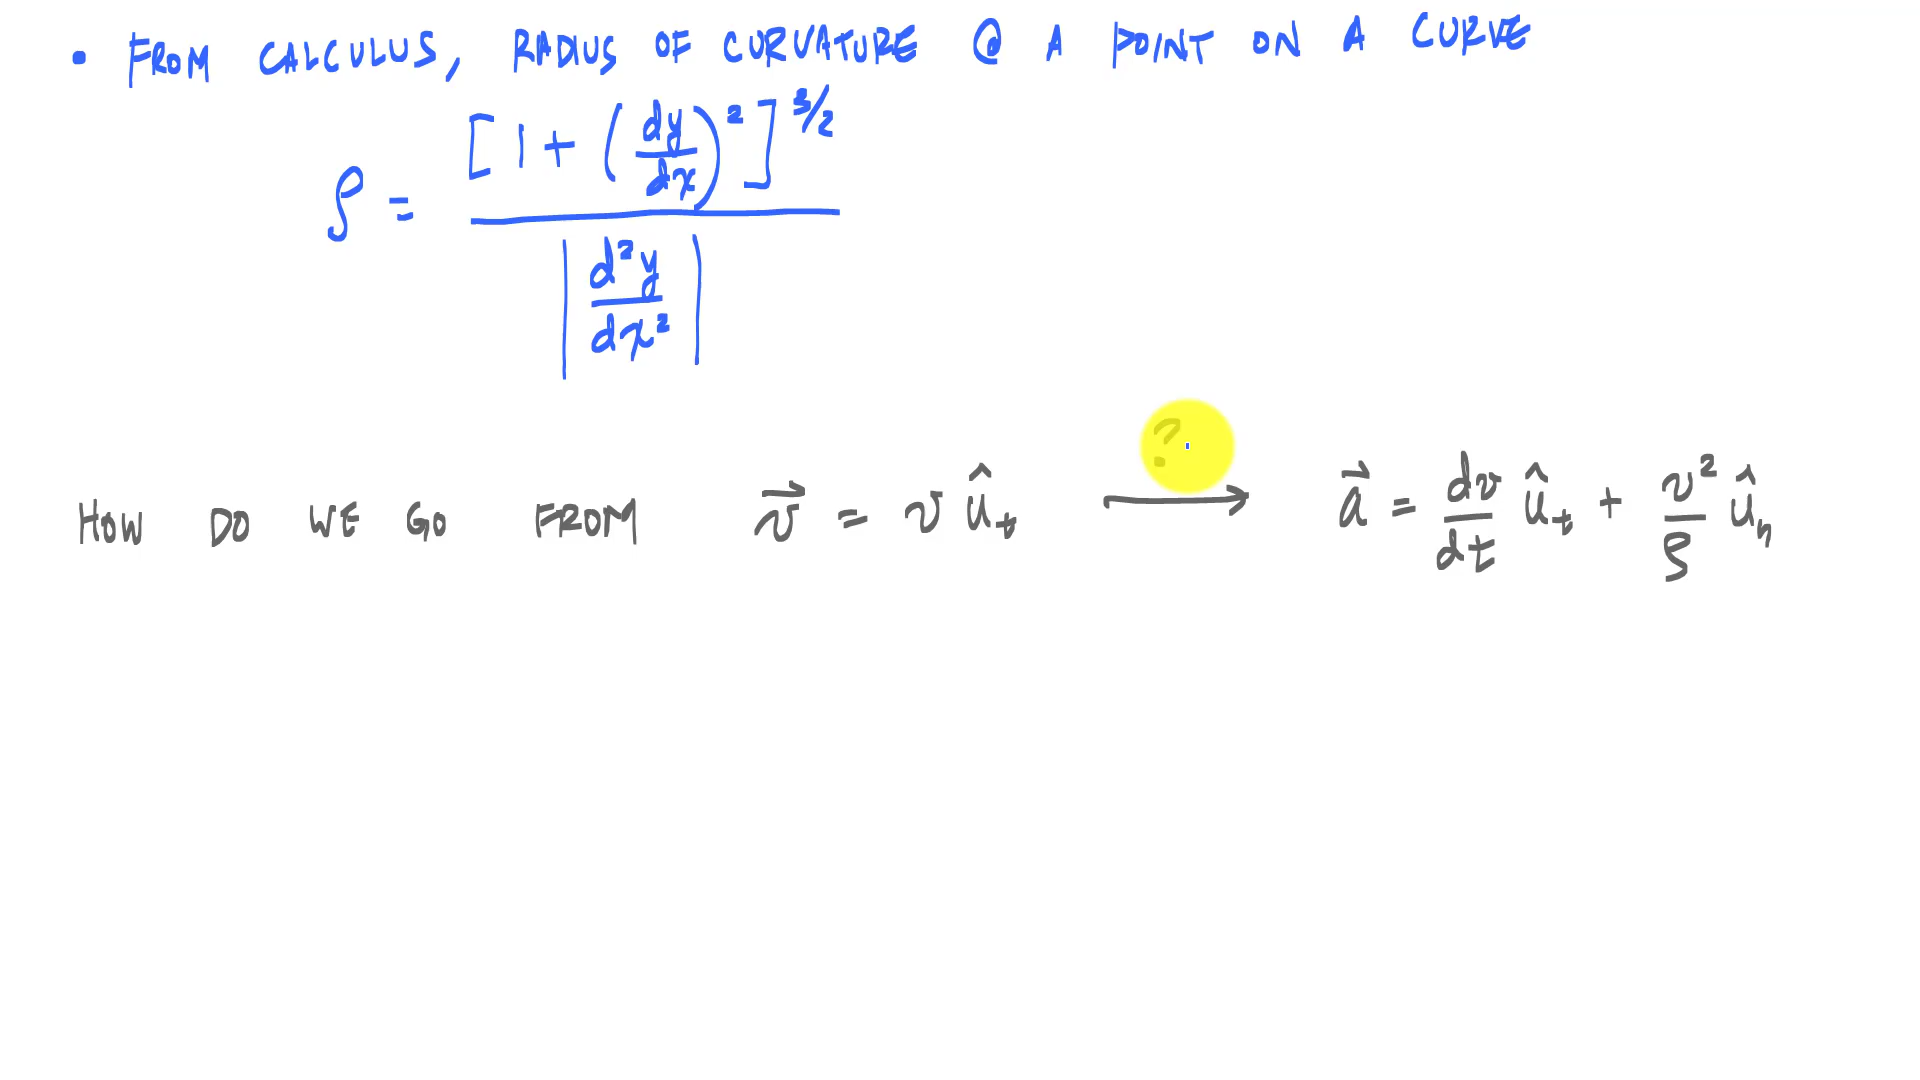 • FROM CALCULUS, RADIUS OF CURVATURE @ A POINT ON A CURVE
ρ = [1 + (dy/dx)²]^3/2 / |d²y/dx²|
HOW DO WE GO FROM v⃗ = v û_t ⟶ ? a⃗ = dv/dt û_t + v²/ρ û_n